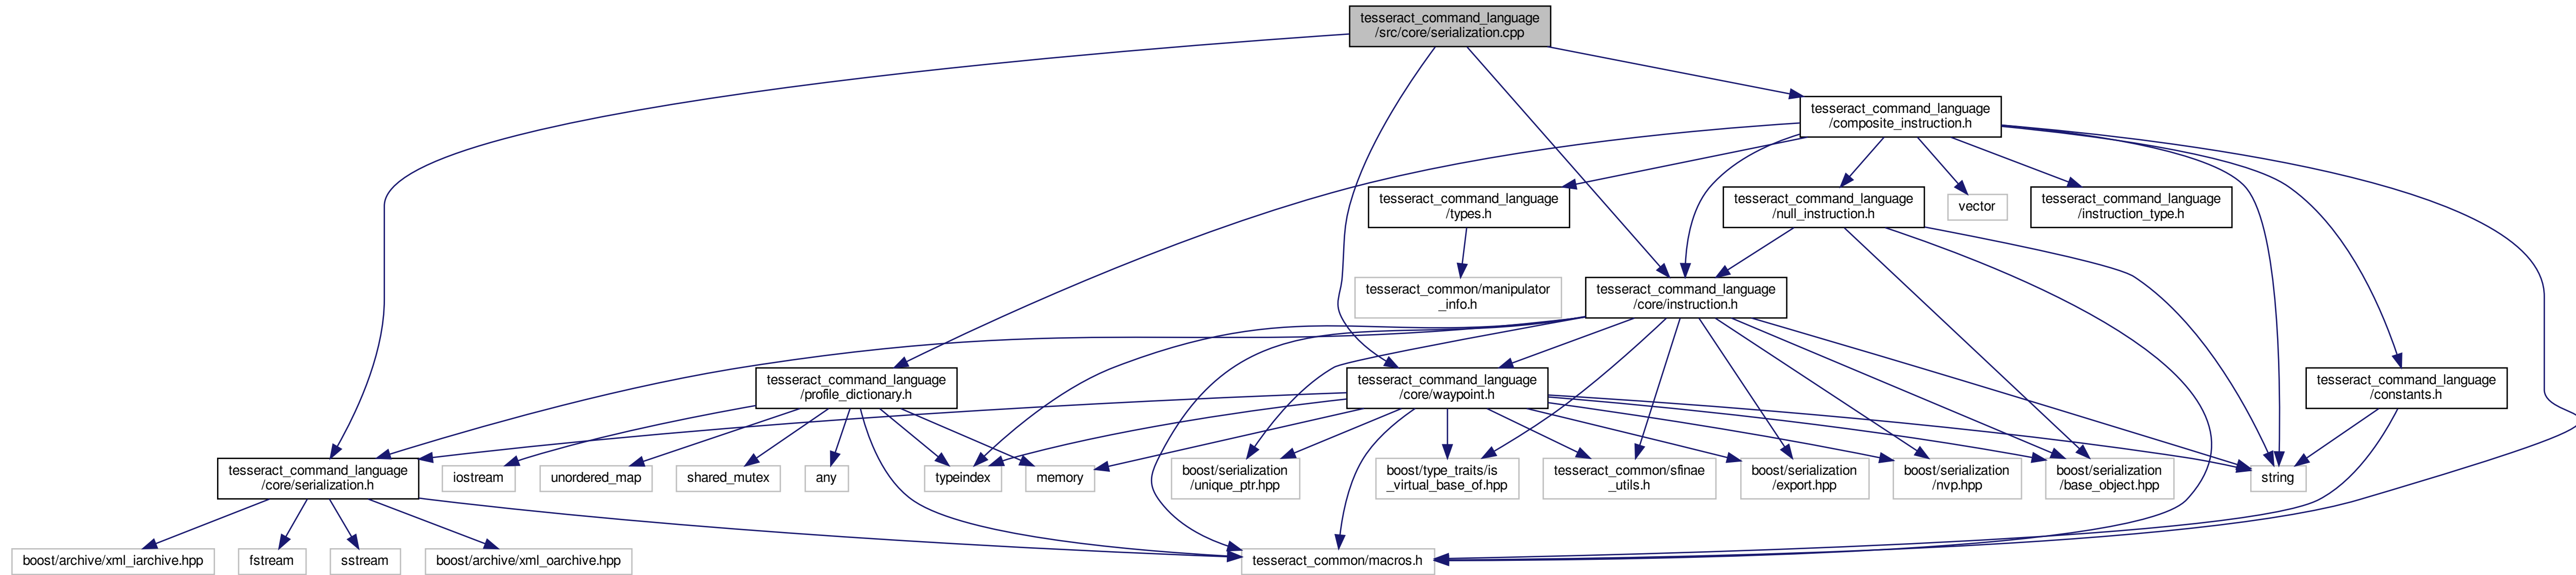 tesseract_command_language
/src/core/serialization.cpp
tesseract_command_language
/composite_instruction.h
tesseract_command_language
/types.h
tesseract_command_language
/null_instruction.h
vector
tesseract_command_language
/instruction_type.h
tesseract_common/manipulator
_info.h
tesseract_command_language
/core/instruction.h
tesseract_command_language
/profile_dictionary.h
tesseract_command_language
/core/waypoint.h
tesseract_command_language
/constants.h
tesseract_command_language
/core/serialization.h
iostream
unordered_map
shared_mutex
any
typeindex
memory
boost/serialization
/unique_ptr.hpp
boost/type_traits/is
_virtual_base_of.hpp
tesseract_common/sfinae
_utils.h
boost/serialization
/export.hpp
boost/serialization
/nvp.hpp
boost/serialization
/base_object.hpp
string
boost/archive/xml_iarchive.hpp
fstream
sstream
boost/archive/xml_oarchive.hpp
tesseract_common/macros.h